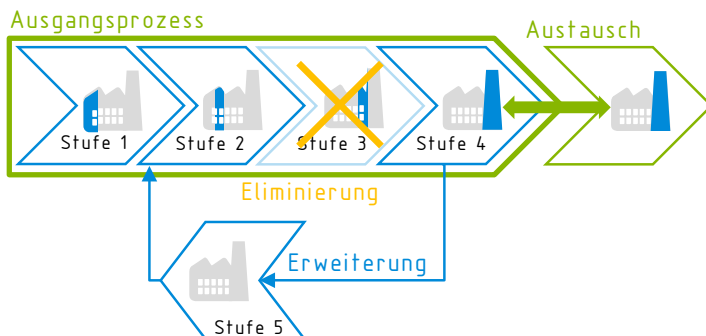 Ausgangsprozess
Austausch
Stufe 1
Stufe 2
Stufe 3
Stufe 4
Eliminierung
Erweiterung
Stufe 5